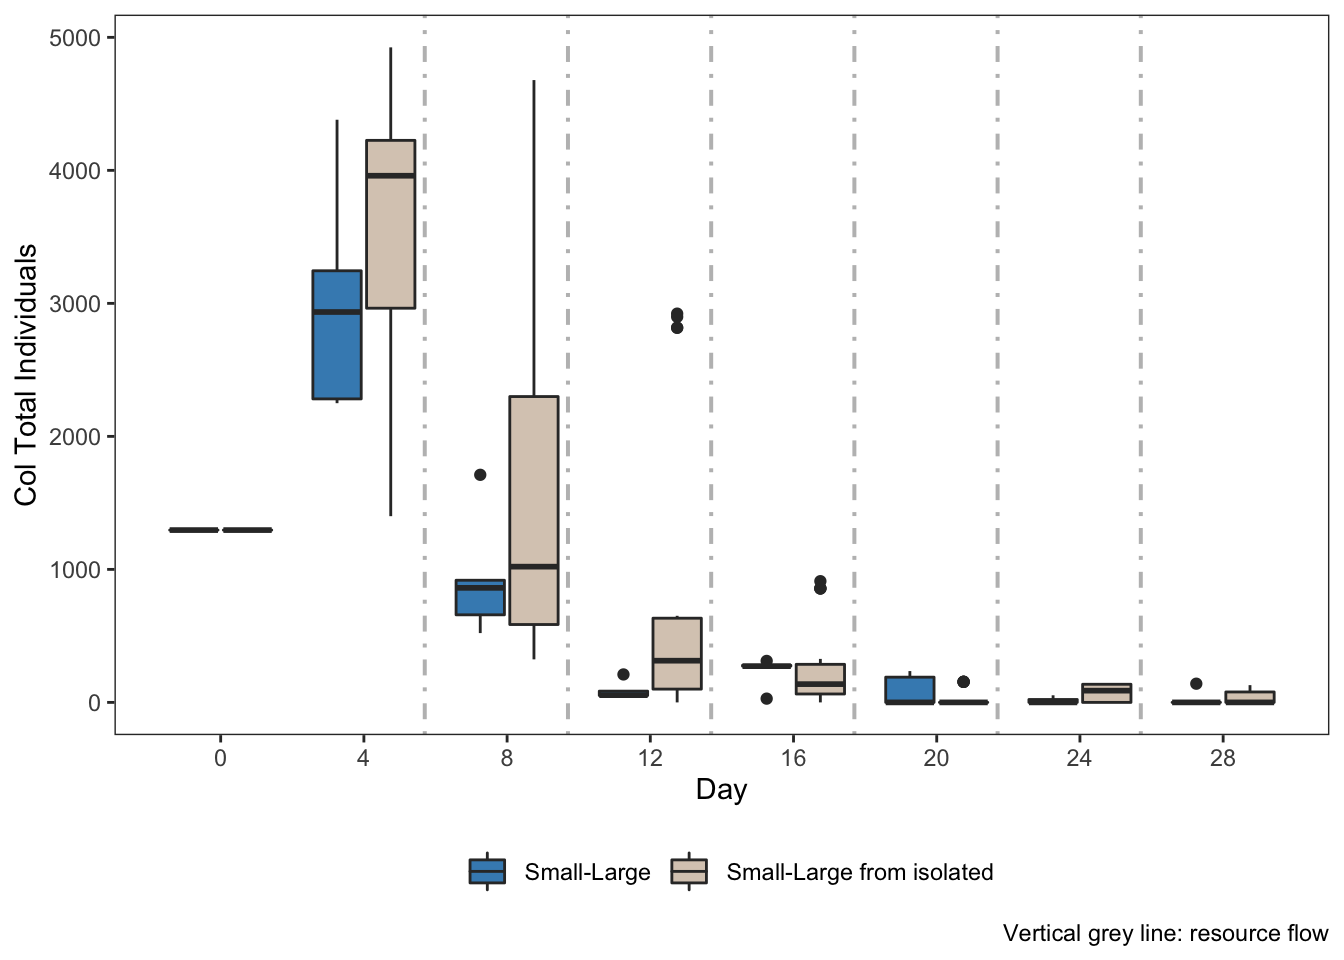 5000
4000
3000
2000
1000
0
Col Total Individuals
0 4 8 12 16 20 24 28
Day
Small-Large Small-Large from isolated
Vertical grey line: resource flow